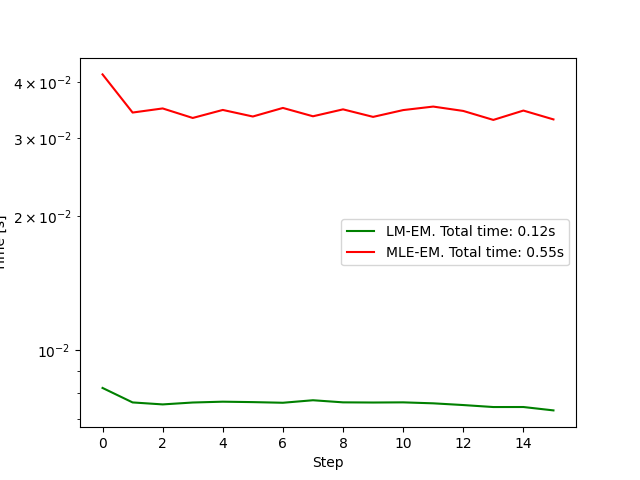 4 × 10⁻²
3 × 10⁻²
2 × 10⁻²
10⁻²
LM-EM. Total time: 0.12s
MLE-EM. Total time: 0.55s
0 2 4 6 8 10 12 14
Step